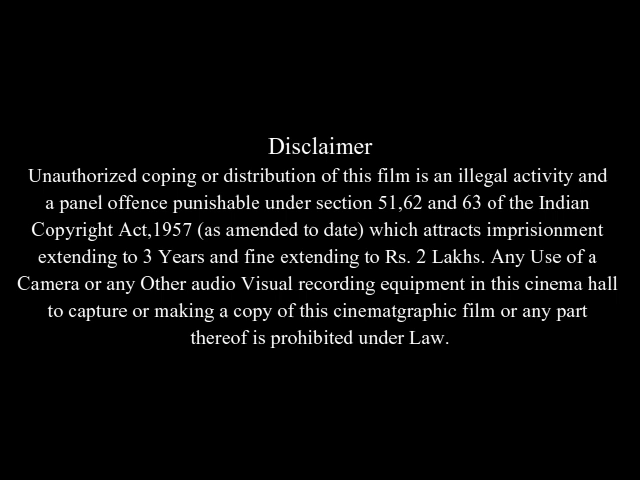 Disclaimer
Unauthorized coping or distribution of this film is an illegal activity and
a panel offence punishable under section 51,62 and 63 of the Indian
Copyright Act,1957 (as amended to date) which attracts imprisionment
extending to 3 Years and fine extending to Rs. 2 Lakhs. Any Use of a
Camera or any Other audio Visual recording equipment in this cinema hall
to capture or making a copy of this cinematgraphic film or any part
thereof is prohibited under Law.